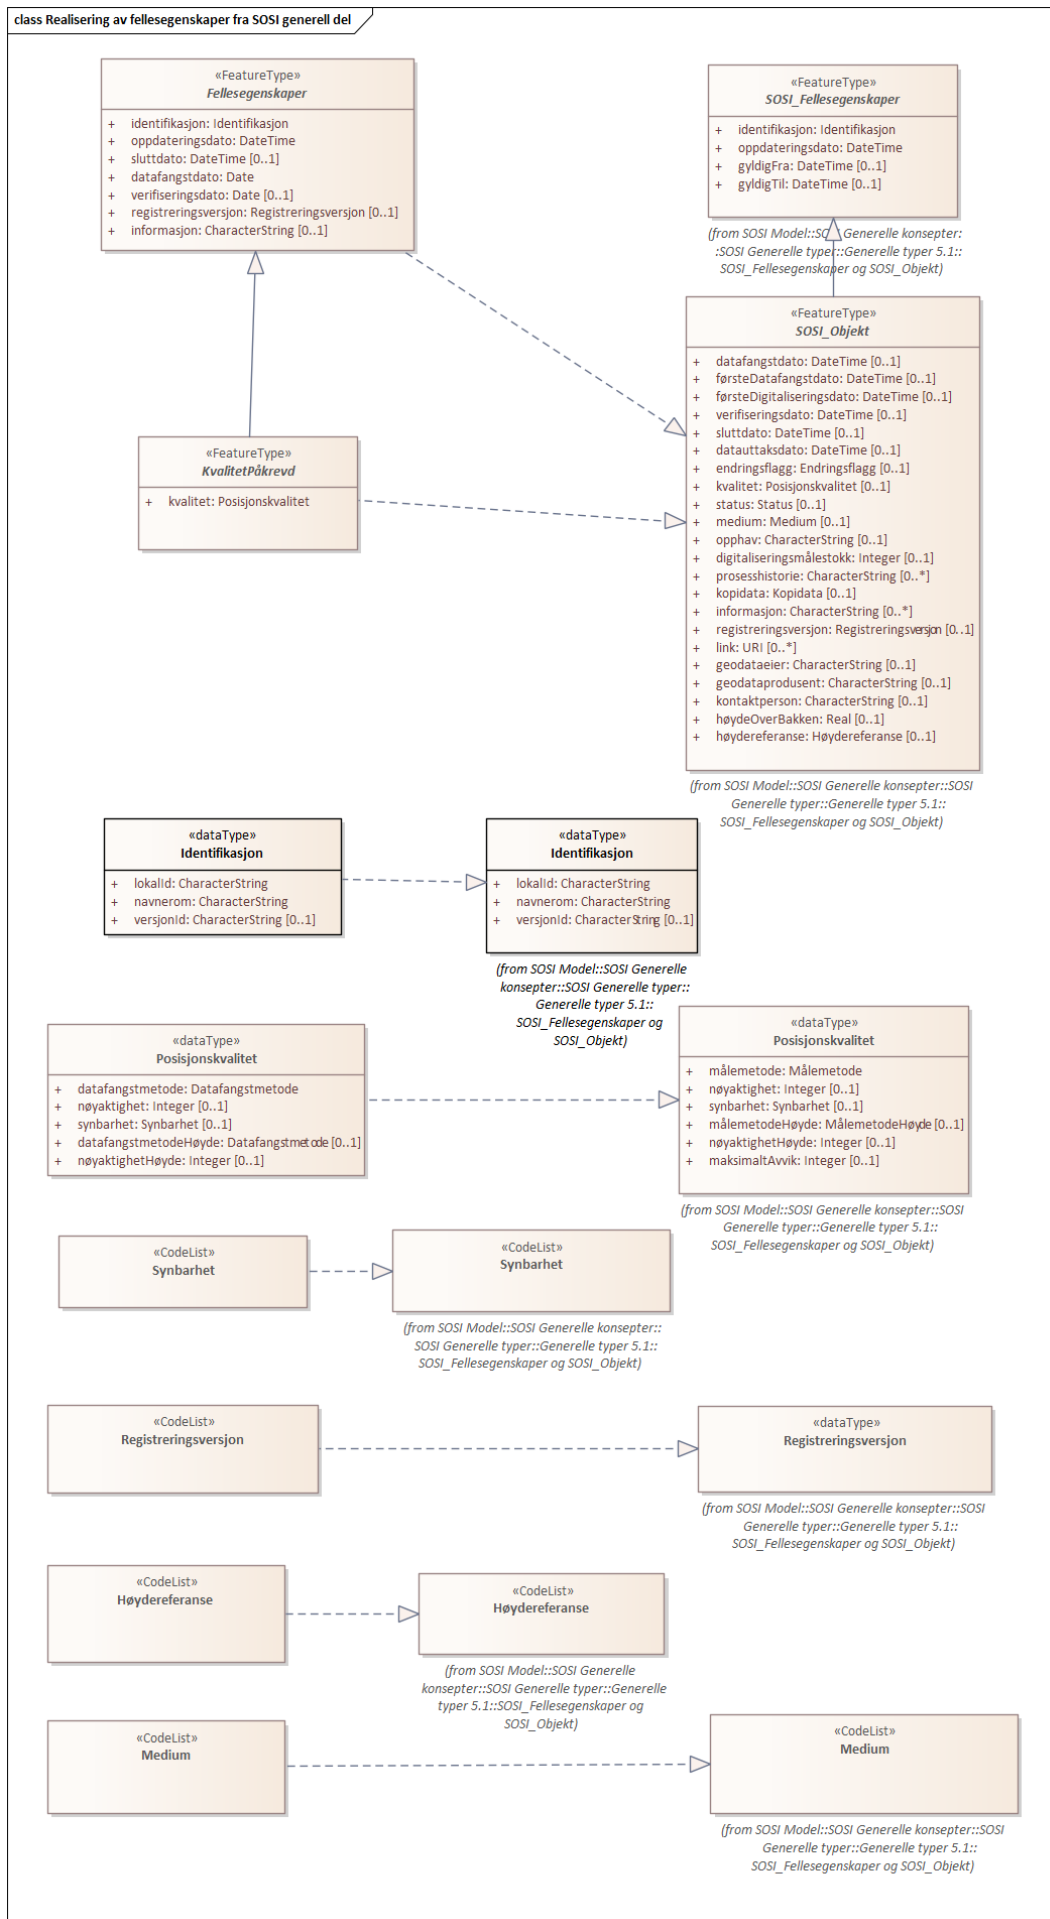 class Realisering av fellesegenskaper fra SOSI generell del
«FeatureType»
Fellesegenskaper
+ identifikasjon: Identifikasjon
+ oppdateringsdato: DateTime
+ sluttdato: DateTime [0..1]
+ datafangstdato: Date
+ verifiseringsdato: Date [0..1]
+ registreringsversjon: Registreringsversjon [0..1]
+ informasjon: CharacterString [0..1]
«FeatureType»
SOSI_Fellesegenskaper
+ identifikasjon: Identifikasjon
+ oppdateringsdato: DateTime
+ gyldigFra: DateTime [0..1]
+ gyldigTil: DateTime [0..1]
(from SOSI Model::SOSI Generelle konsepter:
:SOSI Generelle typer::Generelle typer 5.1::
SOSI_Fellesegenskaper og SOSI_Objekt)
«FeatureType»
SOSI_Objekt
+ datafangstdato: DateTime [0..1]
+ førsteDatafangstdato: DateTime [0..1]
+ førsteDigitaliseringsdato: DateTime [0..1]
+ verifiseringsdato: DateTime [0..1]
+ sluttdato: DateTime [0..1]
+ datauttaksdato: DateTime [0..1]
+ endringsflagg: Endringsflagg [0..1]
+ kvalitet: Posisjonskvalitet [0..1]
+ status: Status [0..1]
+ medium: Medium [0..1]
+ opphav: CharacterString [0..1]
+ digitaliseringsmålestokk: Integer [0..1]
+ prosesshistorie: CharacterString [0..*]
+ kopidata: Kopidata [0..1]
+ informasjon: CharacterString [0..*]
+ registreringsversjon: Registreringsversjon [0..1]
+ link: URI [0..*]
+ geodataeier: CharacterString [0..1]
+ geodataprodusent: CharacterString [0..1]
+ kontaktperson: CharacterString [0..1]
+ høydeOverBakken: Real [0..1]
+ høydereferanse: Høydereferanse [0..1]
(from SOSI Model::SOSI Generelle konsepter::SOSI
Generelle typer::Generelle typer 5.1::
SOSI_Fellesegenskaper og SOSI_Objekt)
«FeatureType»
KvalitetPåkrevd
+ kvalitet: Posisjonskvalitet
«dataType»
Identifikasjon
+ lokalId: CharacterString
+ navnerom: CharacterString
+ versjonId: CharacterString [0..1]
«dataType»
Identifikasjon
+ lokalId: CharacterString
+ navnerom: CharacterString
+ versjonId: CharacterString [0..1]
(from SOSI Model::SOSI Generelle
konsepter::SOSI Generelle typer::
Generelle typer 5.1::
SOSI_Fellesegenskaper og
SOSI_Objekt)
«dataType»
Posisjonskvalitet
+ datafangstmetode: Datafangstmetode
+ nøyaktighet: Integer [0..1]
+ synbarhet: Synbarhet [0..1]
+ datafangstmetodeHøyde: Datafangstmetode [0..1]
+ nøyaktighetHøyde: Integer [0..1]
«dataType»
Posisjonskvalitet
+ målemetode: Målemetode
+ nøyaktighet: Integer [0..1]
+ synbarhet: Synbarhet [0..1]
+ målemetodeHøyde: MålemetodeHøyde [0..1]
+ nøyaktighetHøyde: Integer [0..1]
+ maksimaltAvvik: Integer [0..1]
(from SOSI Model::SOSI Generelle konsepter::SOSI
Generelle typer::Generelle typer 5.1::
SOSI_Fellesegenskaper og SOSI_Objekt)
«CodeList»
Synbarhet
«CodeList»
Synbarhet
(from SOSI Model::SOSI Generelle konsepter::
SOSI Generelle typer::Generelle typer 5.1::
SOSI_Fellesegenskaper og SOSI_Objekt)
«CodeList»
Registreringsversjon
«dataType»
Registreringsversjon
(from SOSI Model::SOSI Generelle konsepter::SOSI
Generelle typer::Generelle typer 5.1::
SOSI_Fellesegenskaper og SOSI_Objekt)
«CodeList»
Høydereferanse
«CodeList»
Høydereferanse
(from SOSI Model::SOSI Generelle
konsepter::SOSI Generelle typer::Generelle
typer 5.1::SOSI_Fellesegenskaper og
SOSI_Objekt)
«CodeList»
Medium
«CodeList»
Medium
(from SOSI Model::SOSI Generelle konsepter::SOSI
Generelle typer::Generelle typer 5.1::
SOSI_Fellesegenskaper og SOSI_Objekt)